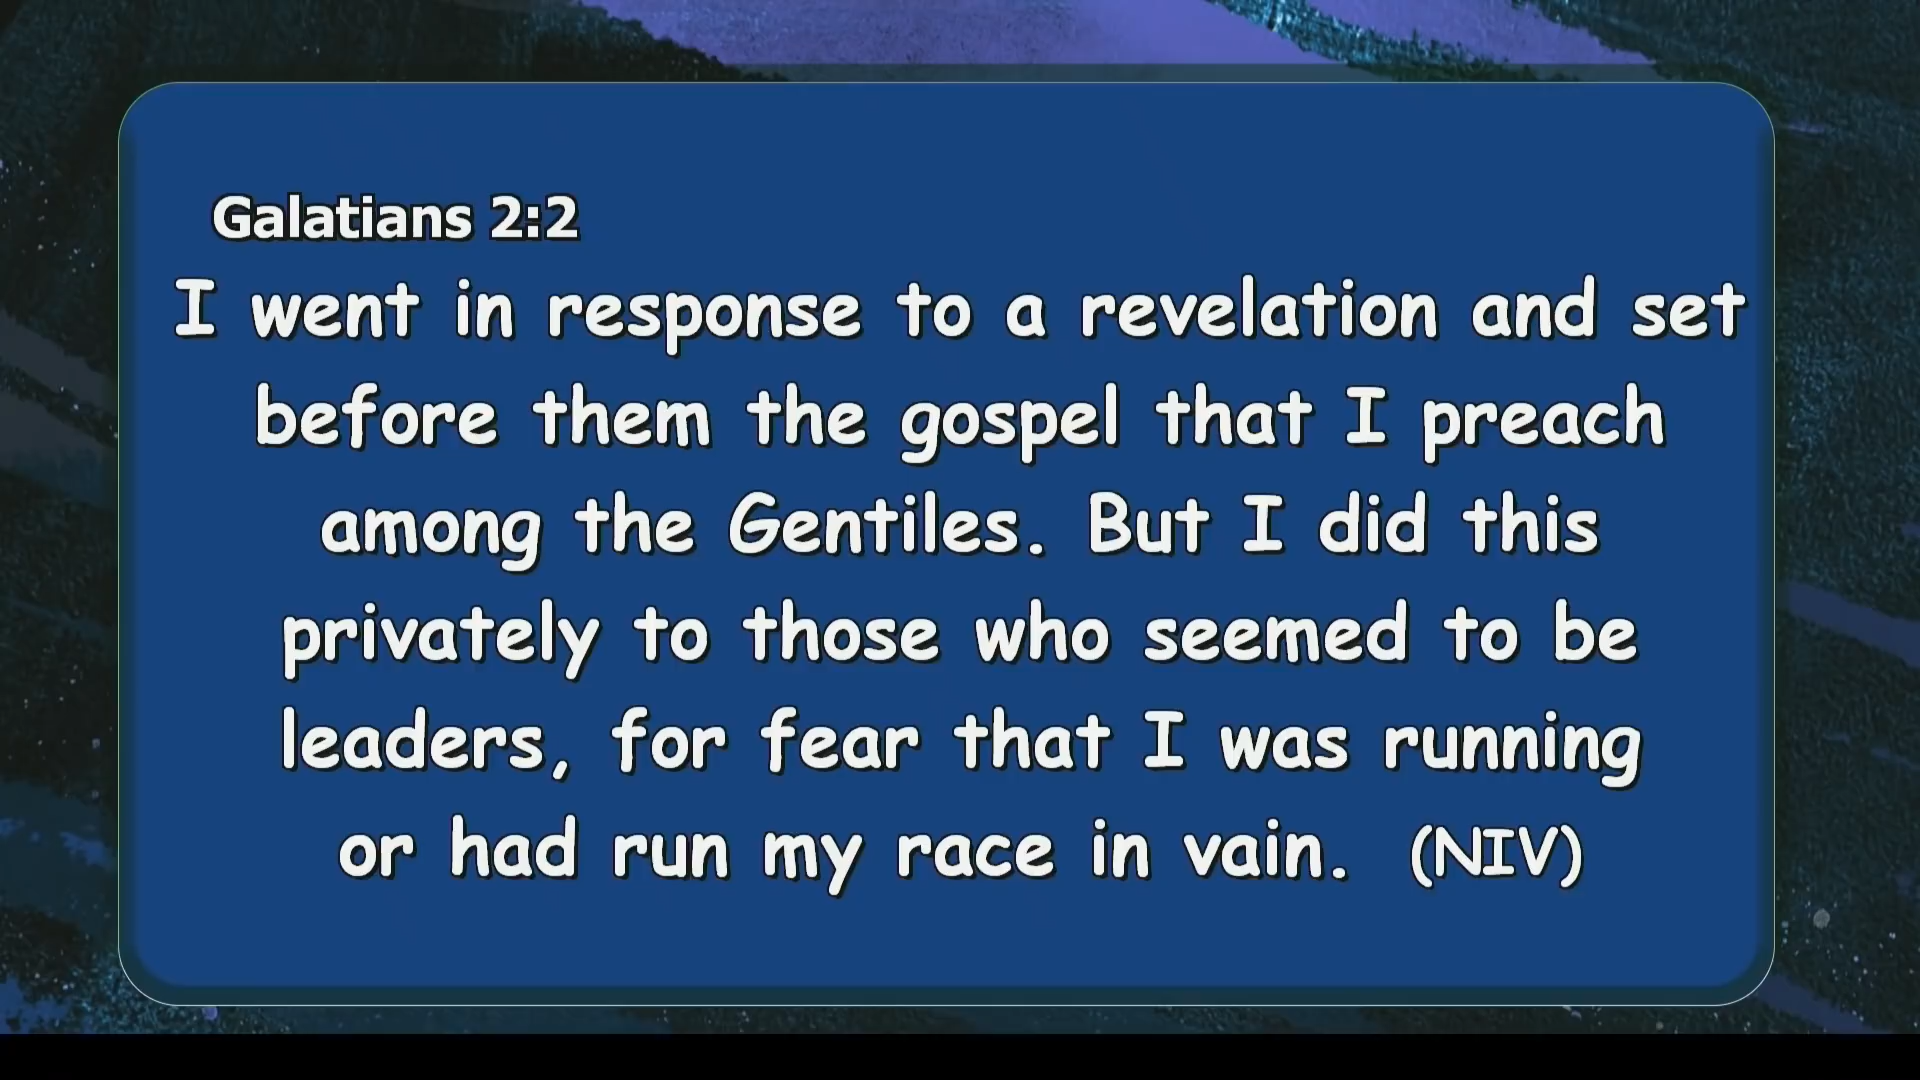 Galatians 2:2
I went in response to a revelation and set
before them the gospel that I preach
among the Gentiles. But I did this
privately to those who seemed to be
leaders, for fear that I was running
or had run my race in vain. (NIV)